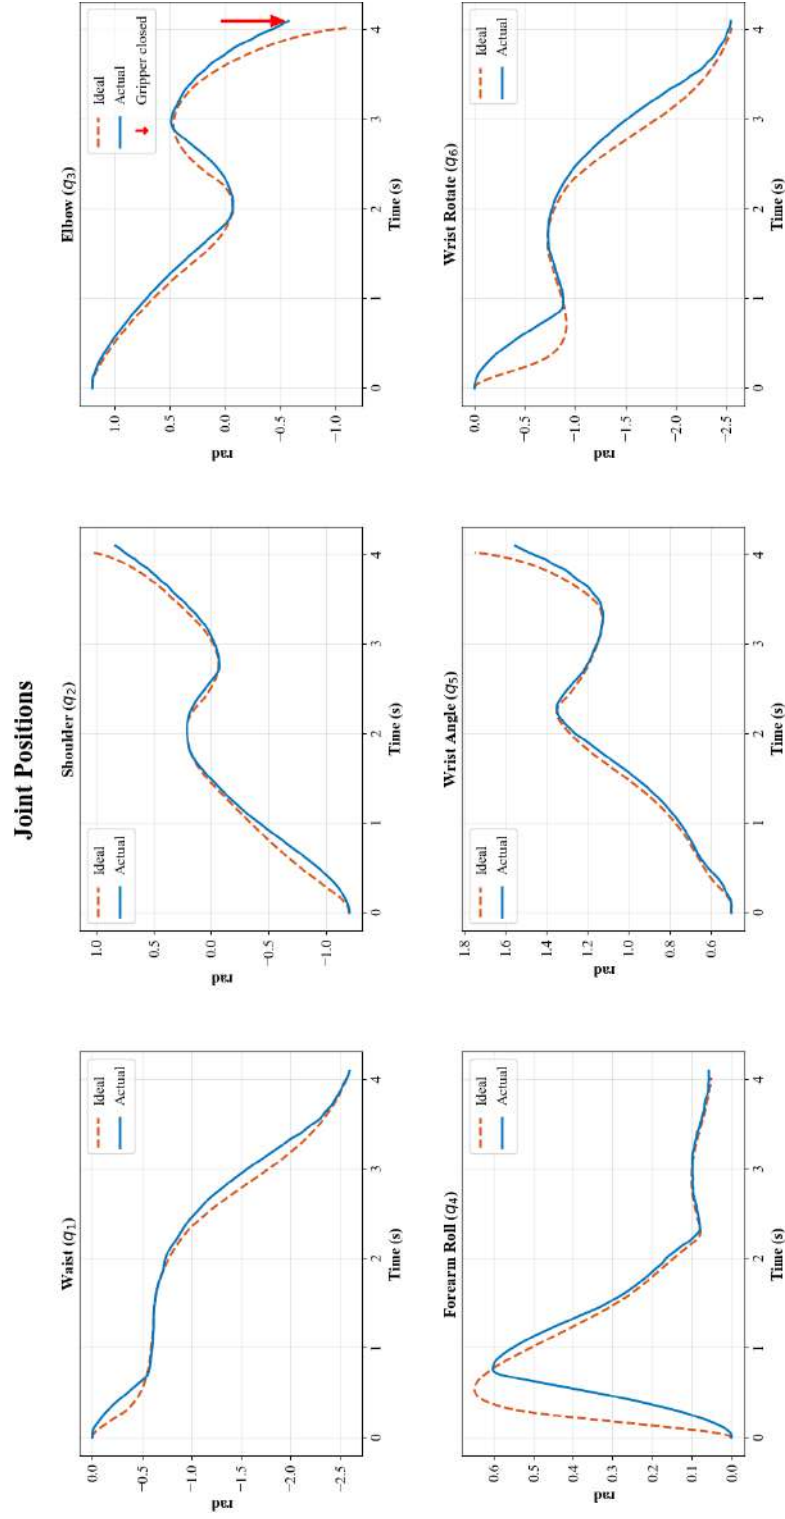 Joint Positions
Waist (q1)
0.0
−0.5
−1.0
−1.5
−2.0
−2.5
rad
0
1
2
3
4
Time (s)
Ideal
Actual
Shoulder (q2)
1.0
0.5
0.0
−0.5
−1.0
rad
0
1
2
3
4
Time (s)
Ideal
Actual
Elbow (q3)
1.0
0.5
0.0
−0.5
−1.0
rad
0
1
2
3
4
Time (s)
Ideal
Actual
Gripper closed
Forearm Roll (q4)
0.6
0.5
0.4
0.3
0.2
0.1
0.0
rad
0
1
2
3
4
Time (s)
Ideal
Actual
Wrist Angle (q5)
1.8
1.6
1.4
1.2
1.0
0.8
0.6
rad
0
1
2
3
4
Time (s)
Ideal
Actual
Wrist Rotate (q6)
0.0
−0.5
−1.0
−1.5
−2.0
−2.5
rad
0
1
2
3
4
Time (s)
Ideal
Actual